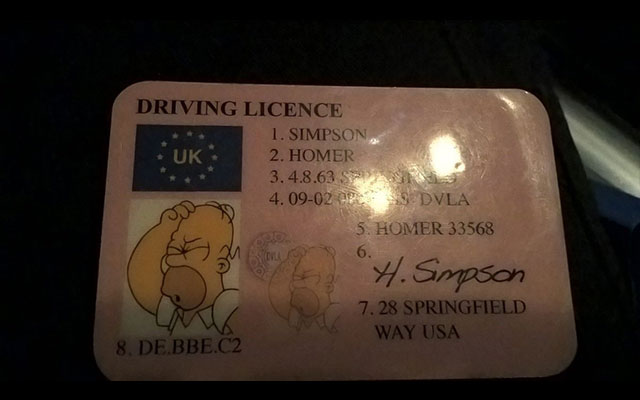 DRIVING LICENCE
UK
1. SIMPSON
2. HOMER
3. 4.8.63
4. 09-02 DVLA
5. HOMER 33568
DVLA
6.
H. Simpson
7. 28 SPRINGFIELD
WAY USA
8. DE.BBE.C2